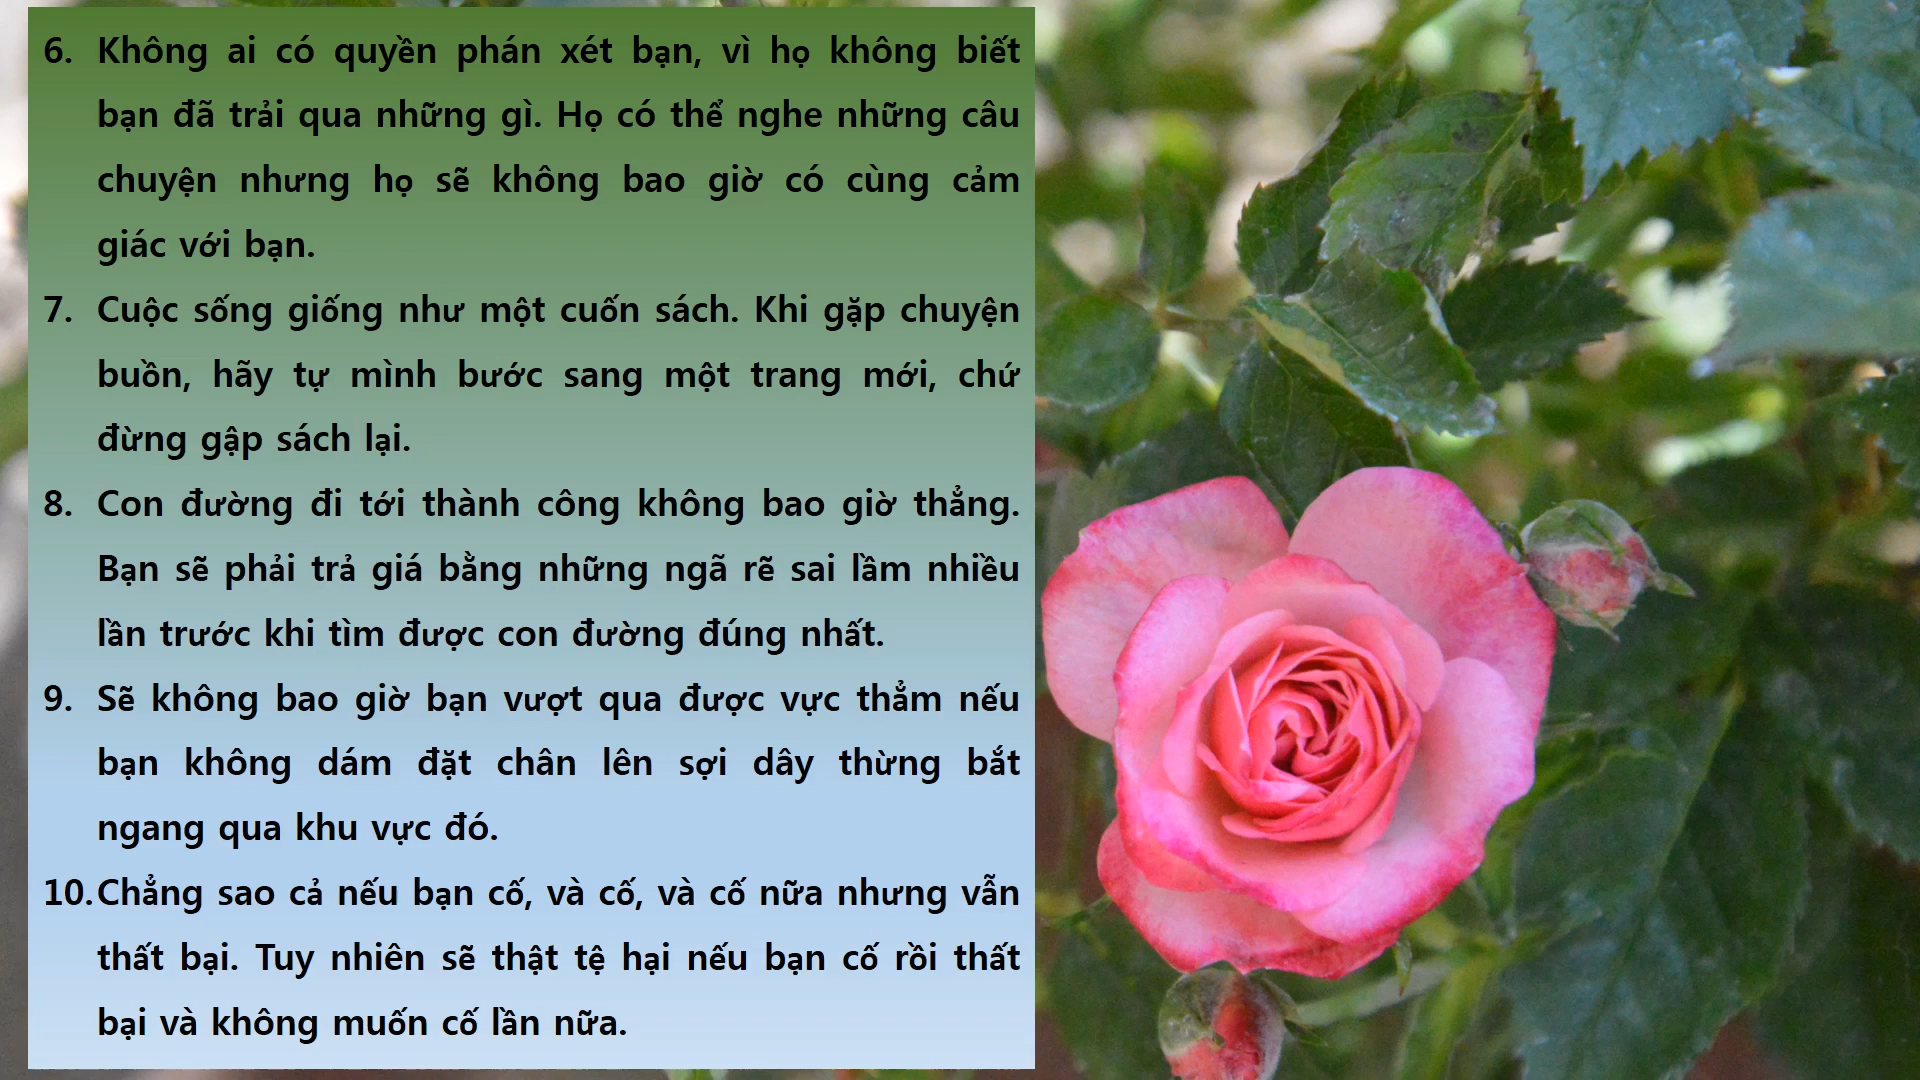 6. Không ai có quyền phán xét bạn, vì họ không biết
bạn đã trải qua những gì. Họ có thể nghe những câu
chuyện nhưng họ sẽ không bao giờ có cùng cảm
giác với bạn.
7. Cuộc sống giống như một cuốn sách. Khi gặp chuyện
buồn, hãy tự mình bước sang một trang mới, chứ
đừng gập sách lại.
8. Con đường đi tới thành công không bao giờ thẳng.
Bạn sẽ phải trả giá bằng những ngã rẽ sai lầm nhiều
lần trước khi tìm được con đường đúng nhất.
9. Sẽ không bao giờ bạn vượt qua được vực thẳm nếu
bạn không dám đặt chân lên sợi dây thừng bắt
ngang qua khu vực đó.
10. Chẳng sao cả nếu bạn cố, và cố, và cố nữa nhưng vẫn
thất bại. Tuy nhiên sẽ thật tệ hại nếu bạn cố rồi thất
bại và không muốn cố lần nữa.